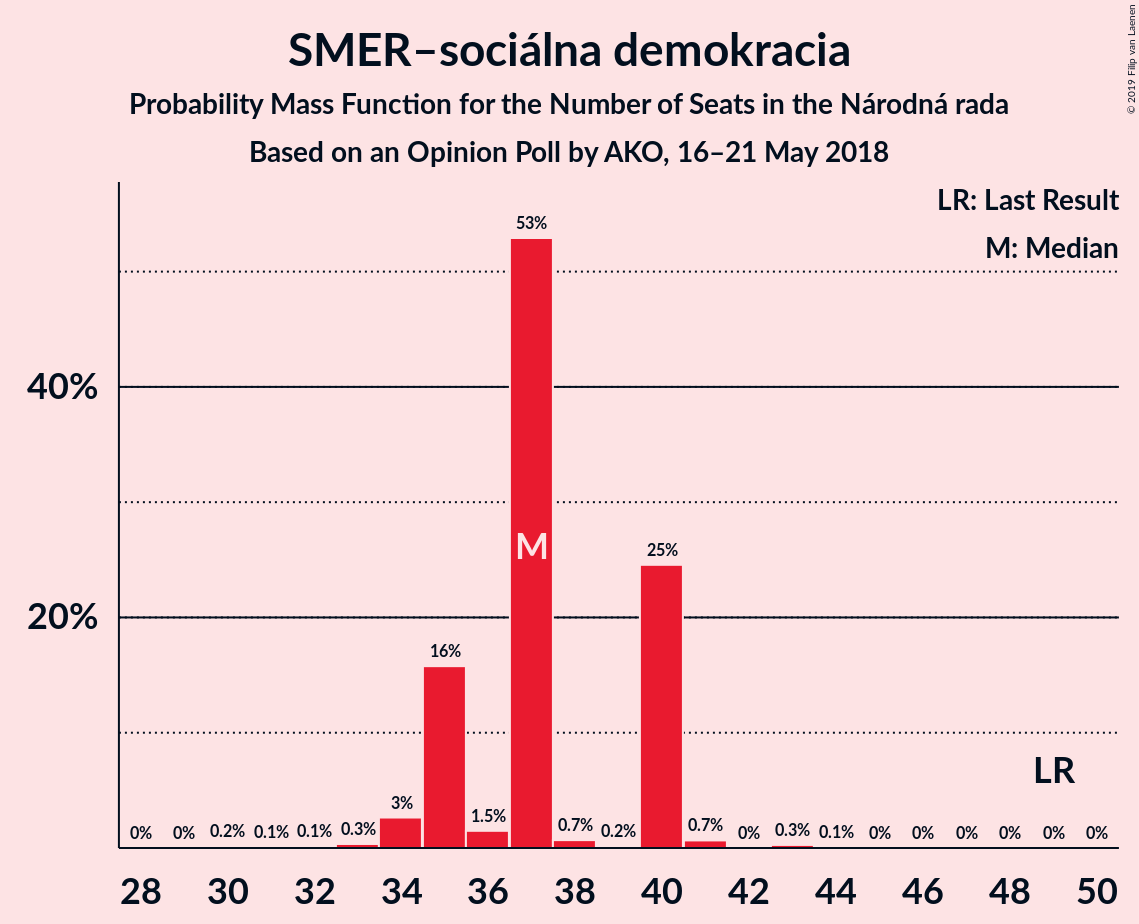 SMER–sociálna demokracia
Probability Mass Function for the Number of Seats in the Národná rada
Based on an Opinion Poll by AKO, 16–21 May 2018
© 2019 Filip van Laenen
LR: Last Result
M: Median
40%
20%
0% 0% 0.2% 0.1% 0.1% 0.3% 3% 16% 1.5% 53% 0.7% 0.2% 25% 0.7% 0% 0.3% 0.1% 0% 0% 0% 0% 0% 0%
M
LR
28 30 32 34 36 38 40 42 44 46 48 50